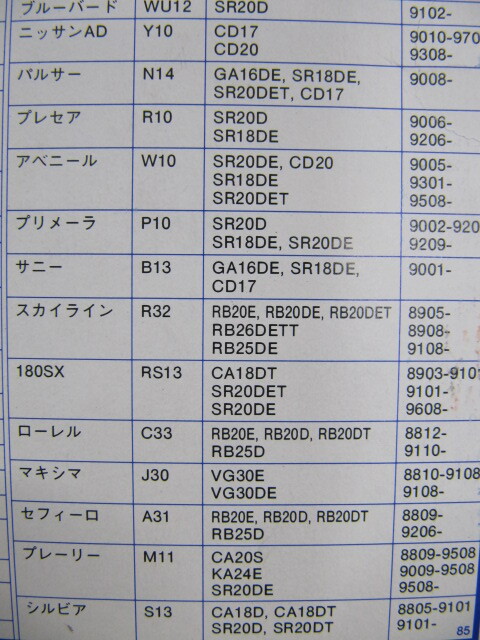 ブルーバード WU12 SR20D 9102-
ニッサンAD Y10 CD17 9010-970
CD20 9308-
パルサー N14 GA16DE, SR18DE, 9008-
SR20DET, CD17
プレセア R10 SR20D 9006-
SR18DE 9206-
アベニール W10 SR20DE, CD20 9005-
SR18DE 9301-
SR20DET 9508-
プリメーラ P10 SR20D 9002-920
SR18DE, SR20DE 9209-
サニー B13 GA16DE, SR18DE, 9001-
CD17
スカイライン R32 RB20E, RB20DE, RB20DET 8905-
RB26DETT 8908-
RB25DE 9108-
180SX RS13 CA18DT 8903-9101
SR20DET 9101-
SR20DE 9608-
ローレル C33 RB20E, RB20D, RB20DT 8812-
RB25D 9110-
マキシマ J30 VG30E 8810-9108
VG30DE 9108-
セフィーロ A31 RB20E, RB20D, RB20DT 8809-
RB25D 9206-
プレーリー M11 CA20S 8809-9508
KA24E 9009-9508
SR20DE 9508-
シルビア S13 CA18D, CA18DT 8805-9101
SR20D, SR20DT 9101-
85